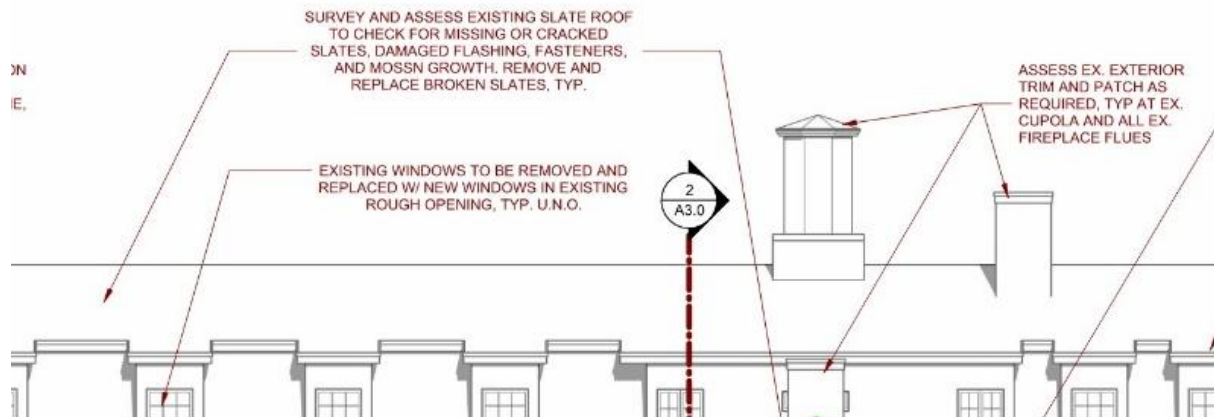 SURVEY AND ASSESS EXISTING SLATE ROOF
TO CHECK FOR MISSING OR CRACKED
SLATES, DAMAGED FLASHING, FASTENERS,
AND MOSSN GROWTH. REMOVE AND
REPLACE BROKEN SLATES, TYP.
ON
E,
ASSESS EX. EXTERIOR
TRIM AND PATCH AS
REQUIRED, TYP AT EX.
CUPOLA AND ALL EX.
FIREPLACE FLUES
EXISTING WINDOWS TO BE REMOVED AND
REPLACED W/ NEW WINDOWS IN EXISTING
ROUGH OPENING, TYP. U.N.O.
2
A3.0